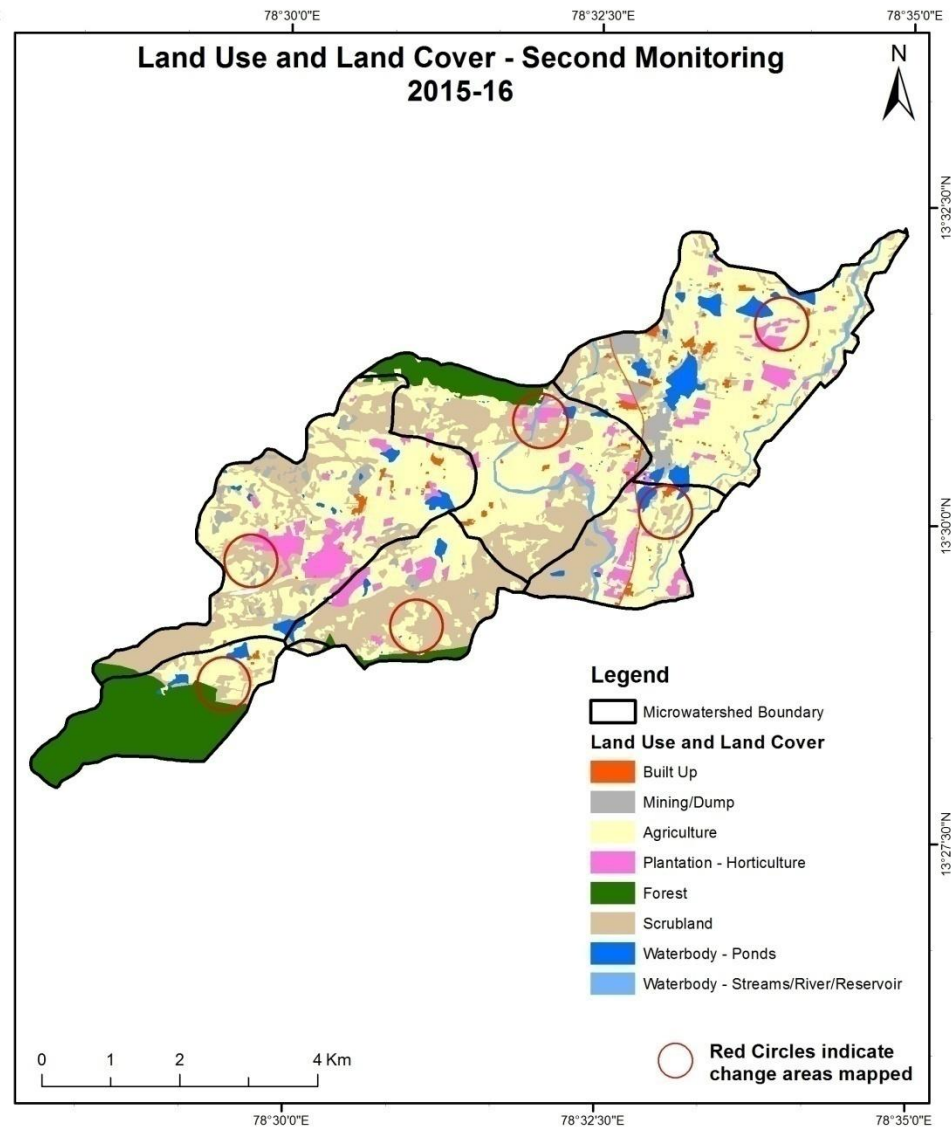 78°30'0"E 78°32'30"E 78°35'0"E
Land Use and Land Cover - Second Monitoring
2015-16
N
13°32'30"N
13°30'0"N
13°27'30"N
Legend
Microwatershed Boundary
Land Use and Land Cover
Built Up
Mining/Dump
Agriculture
Plantation - Horticulture
Forest
Scrubland
Waterbody - Ponds
Waterbody - Streams/River/Reservoir
Red Circles indicate
change areas mapped
0 1 2 4 Km
78°30'0"E 78°32'30"E 78°35'0"E